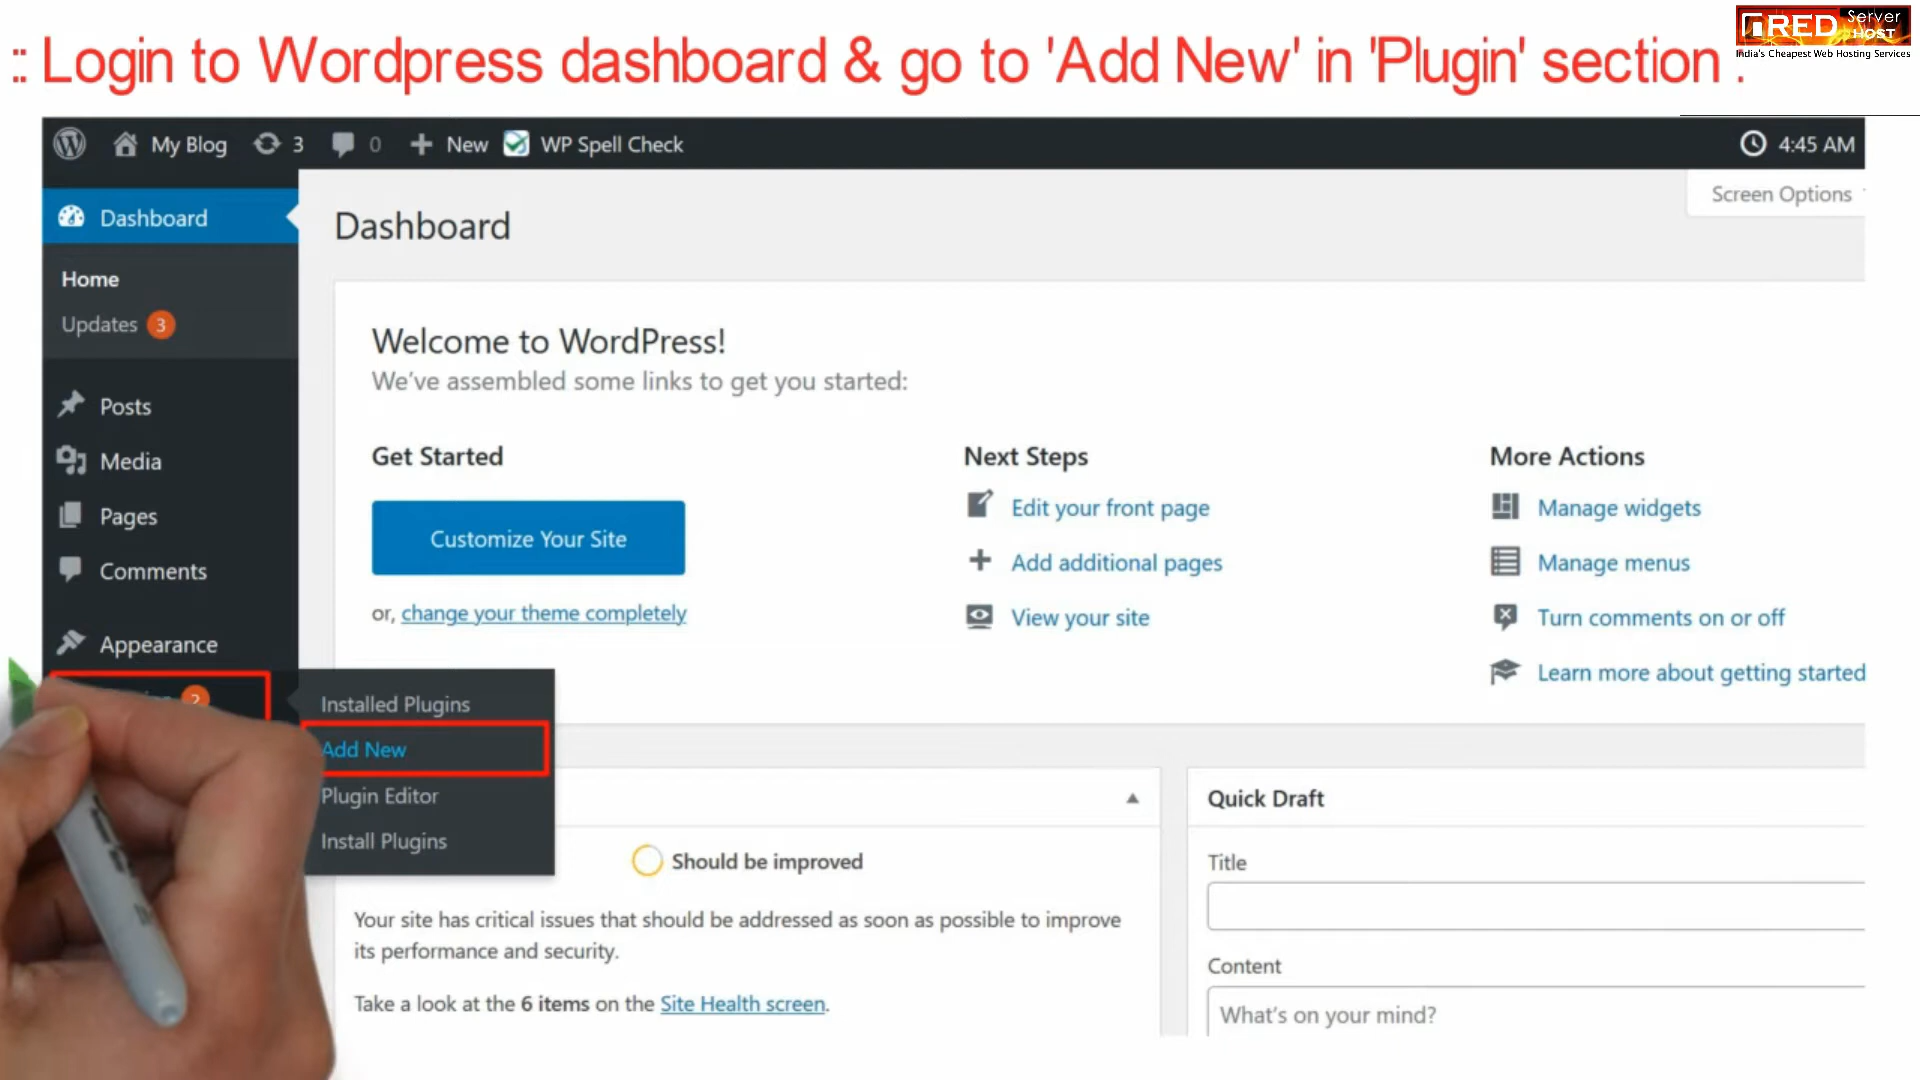 :: Login to Wordpress dashboard & go to 'Add New' in 'Plugin' section .
RED Server HOST
India's Cheapest Web Hosting Services
My Blog 3 0 New WP Spell Check 4:45 AM
Screen Options
Dashboard
Home
Updates 3
Posts
Media
Pages
Comments
Appearance
2
Installed Plugins
Add New
Plugin Editor
Install Plugins
Dashboard
Welcome to WordPress!
We've assembled some links to get you started:
Get Started
Customize Your Site
or, change your theme completely
Next Steps
Edit your front page
Add additional pages
View your site
More Actions
Manage widgets
Manage menus
Turn comments on or off
Learn more about getting started
Should be improved
Your site has critical issues that should be addressed as soon as possible to improve
its performance and security.
Take a look at the 6 items on the Site Health screen.
Quick Draft
Title
Content
What's on your mind?